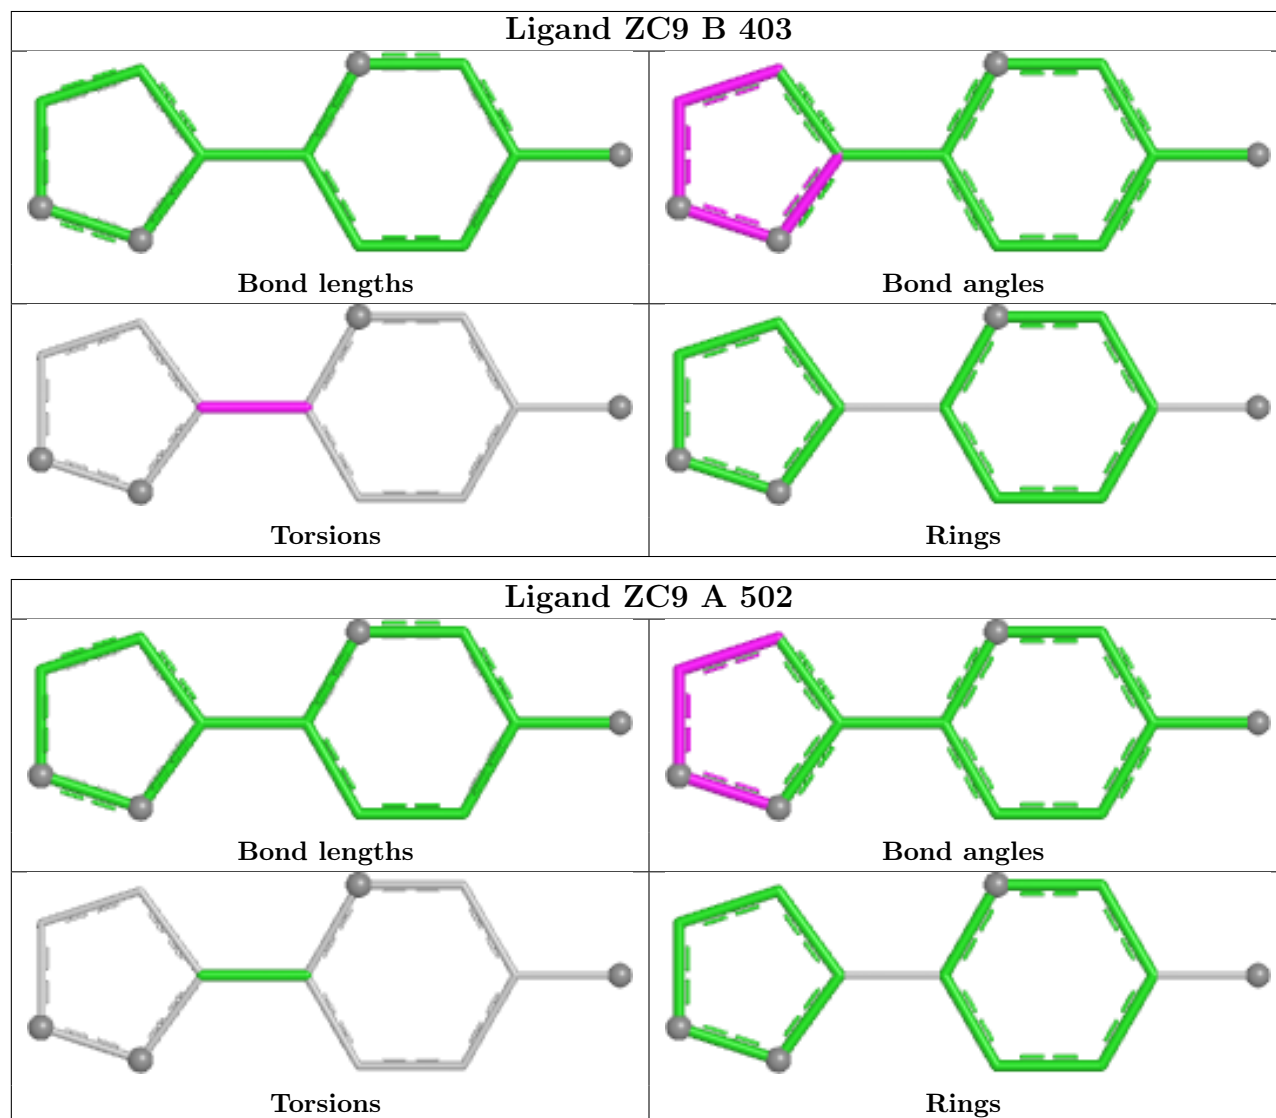 Ligand ZC9 B 403
Bond lengths
Bond angles
Torsions
Rings
Ligand ZC9 A 502
Bond lengths
Bond angles
Torsions
Rings